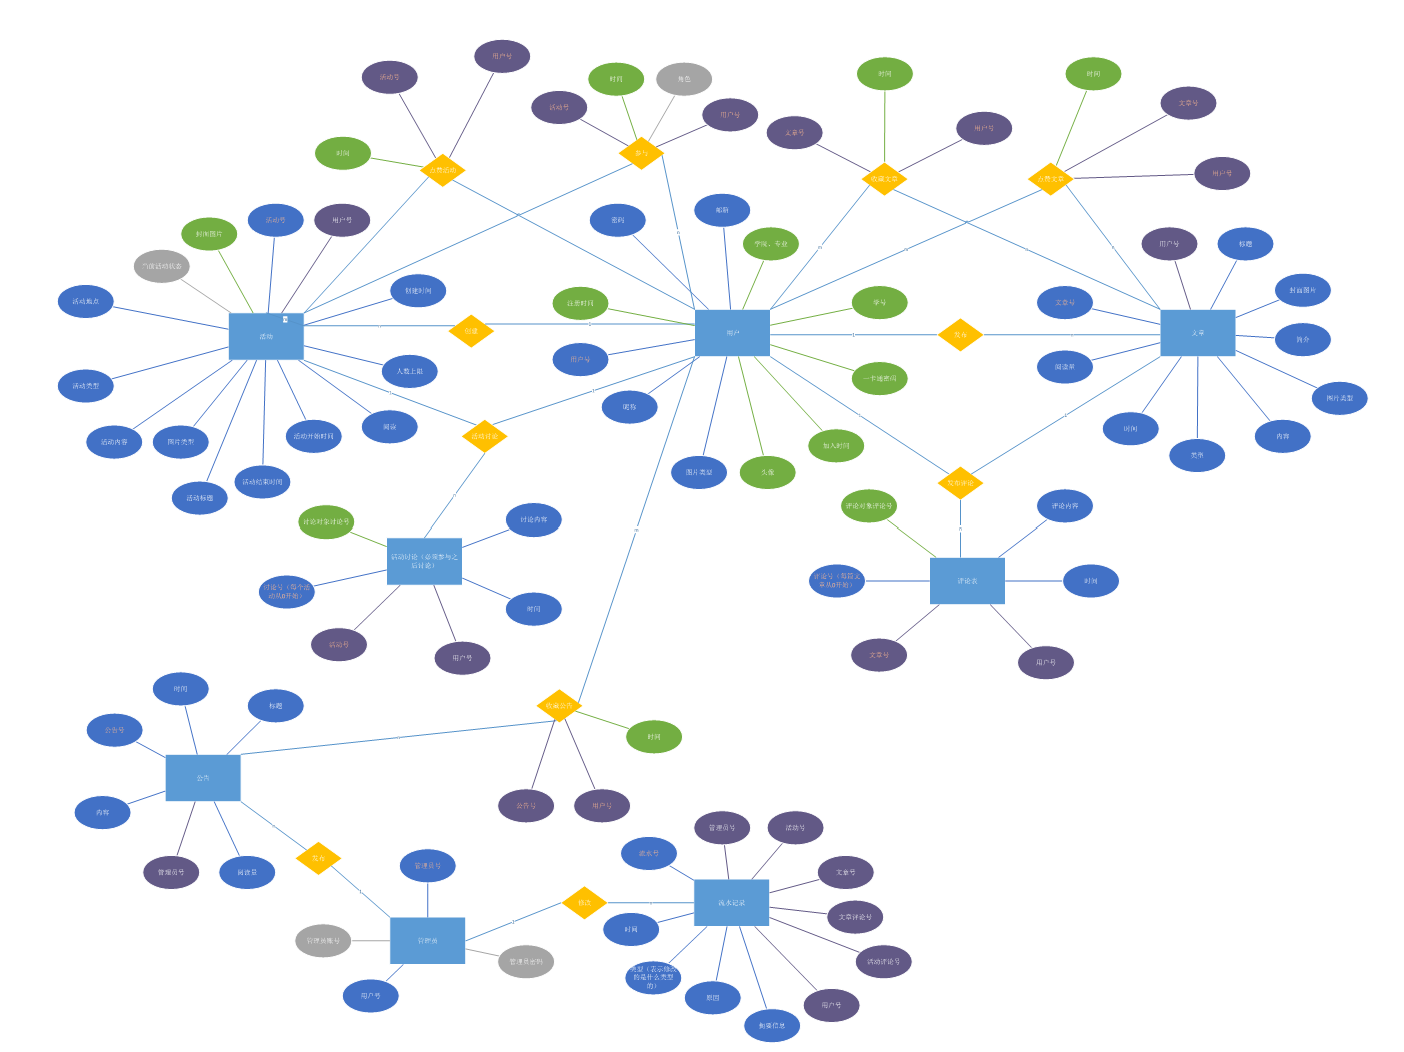 用户号
活动号
时间
点赞活动
时间
角色
活动号
用户号
参与
时间
文章号
用户号
收藏文章
时间
文章号
用户号
点赞文章
活动号
用户号
封面图片
当前活动状态
活动地点
创建时间
活动
创建
人数上限
活动类型
阅读
活动内容
图片类型
活动开始时间
活动结束时间
活动标题
密码
邮箱
学院、专业
注册时间
学号
用户
用户号
一卡通密码
昵称
加入时间
图片类型
头像
发布
用户号
标题
封面图片
文章号
文章
简介
阅读量
图片类型
时间
内容
类型
活动讨论
发布评论
讨论对象讨论号
讨论内容
活动讨论（必须参与之
后讨论）
讨论号（每个活
动从0开始）
时间
活动号
用户号
评论对象评论号
评论内容
评论号（每篇文
章从0开始）
评论表
时间
文章号
用户号
m
收藏公告
时间
公告号
用户号
时间
标题
公告号
公告
内容
管理员号
阅读量
发布
管理员号
管理员账号
管理员
管理员密码
用户号
修改
管理员号
活动号
流水号
文章号
流水记录
文章评论号
时间
活动评论号
类型（表示修改
的是什么类型
的）
原因
用户号
扣要信息